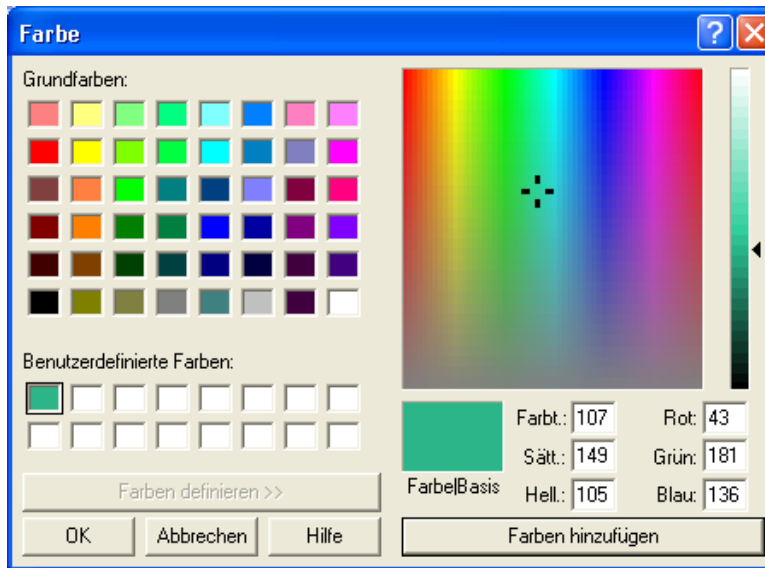 Farbe
Grundfarben:
Benutzerdefinierte Farben:
Farben definieren >>
OK Abbrechen Hilfe
Farbe|Basis
Farbt.: 107 Rot: 43
Sätt.: 149 Grün: 181
Hell.: 105 Blau: 136
Farben hinzufügen